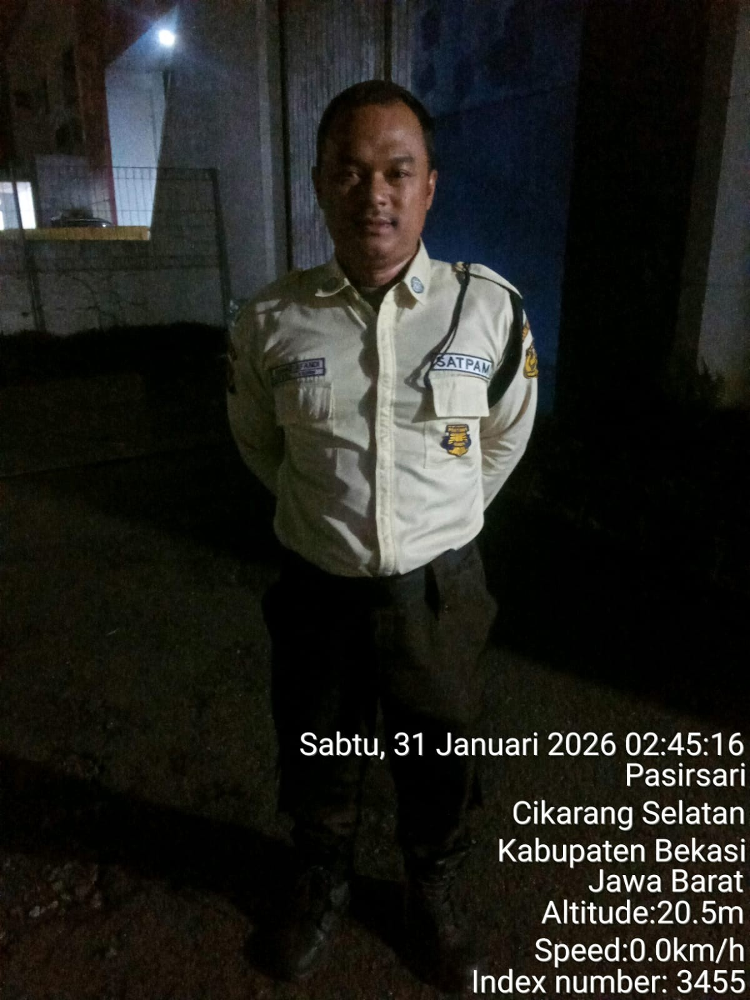 SATPAM
Sabtu, 31 Januari 2026 02:45:16
Pasirsari
Cikarang Selatan
Kabupaten Bekasi
Jawa Barat
Altitude:20.5m
Speed:0.0km/h
Index number: 3455